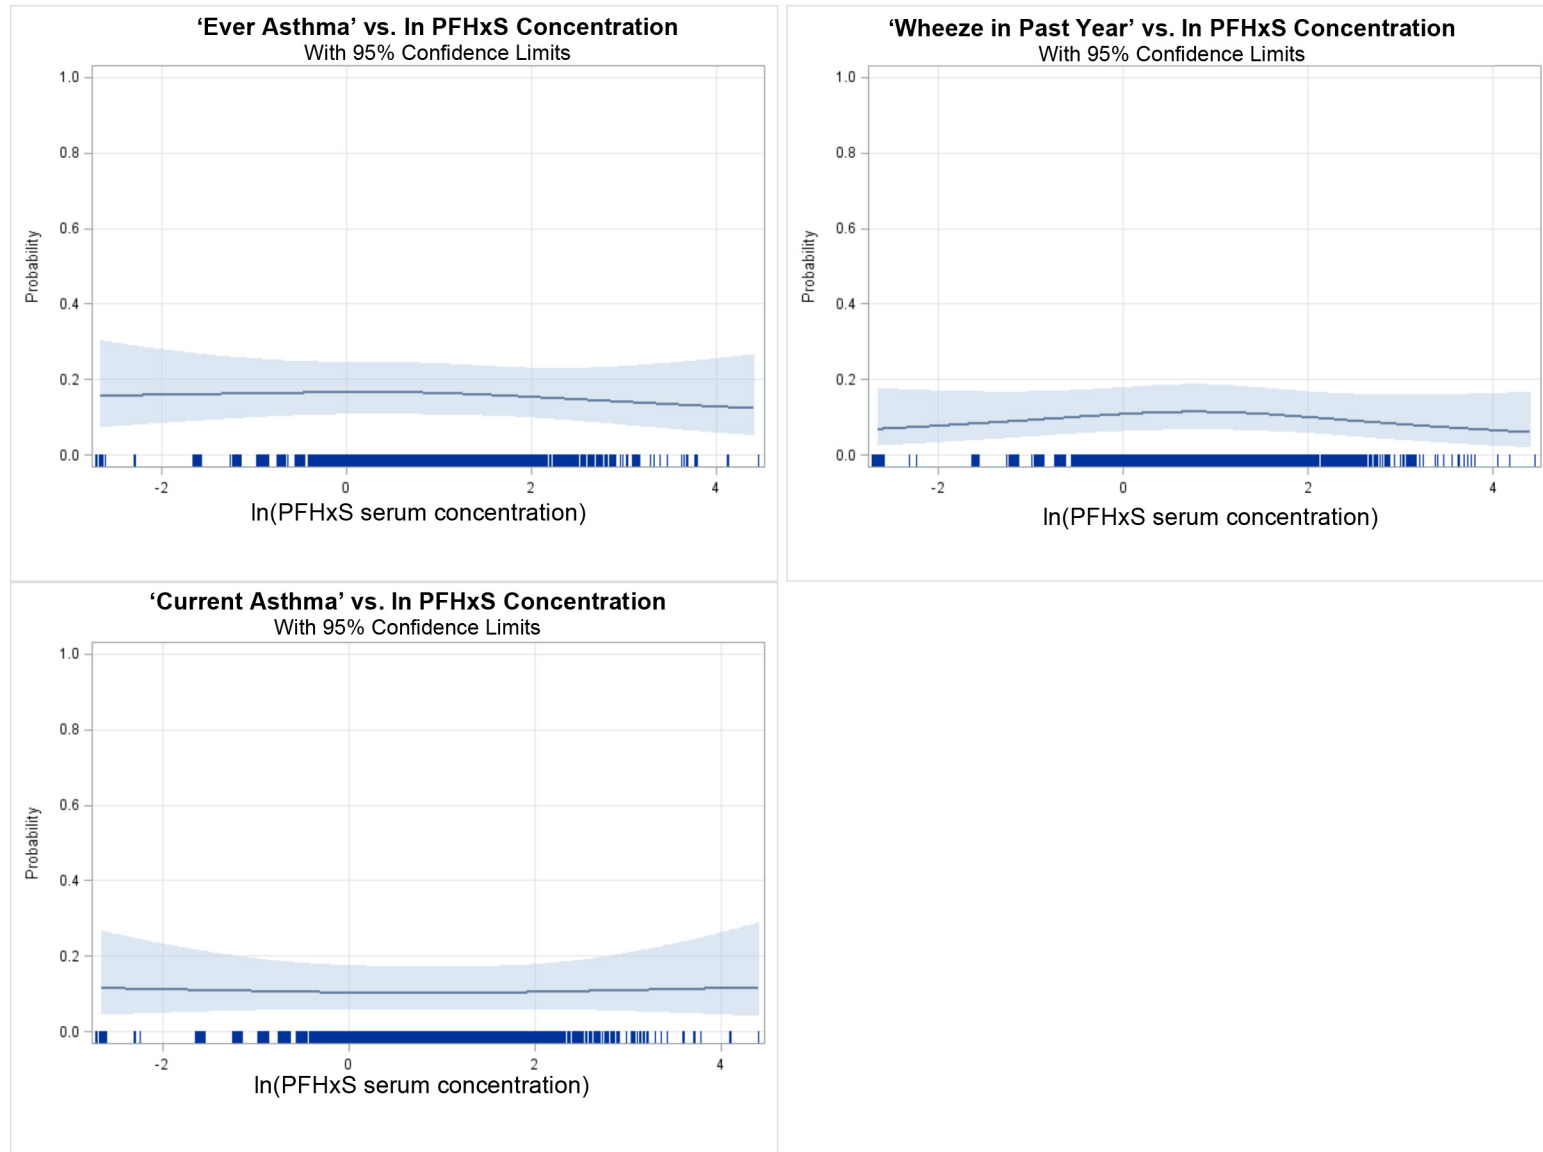 ‘Ever Asthma’ vs. ln PFHxS Concentration
With 95% Confidence Limits
1.0
0.8
0.6
0.4
0.2
0.0
Probability
-2
0
2
4
ln(PFHxS serum concentration)
‘Wheeze in Past Year’ vs. ln PFHxS Concentration
With 95% Confidence Limits
1.0
0.8
0.6
0.4
0.2
0.0
Probability
-2
0
2
4
ln(PFHxS serum concentration)
‘Current Asthma’ vs. ln PFHxS Concentration
With 95% Confidence Limits
1.0
0.8
0.6
0.4
0.2
0.0
Probability
-2
0
2
4
ln(PFHxS serum concentration)